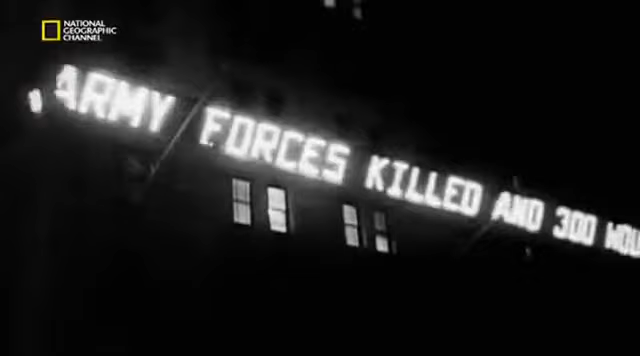 NATIONAL
GEOGRAPHIC
CHANNEL
ARMY FORCES KILLED AND 300